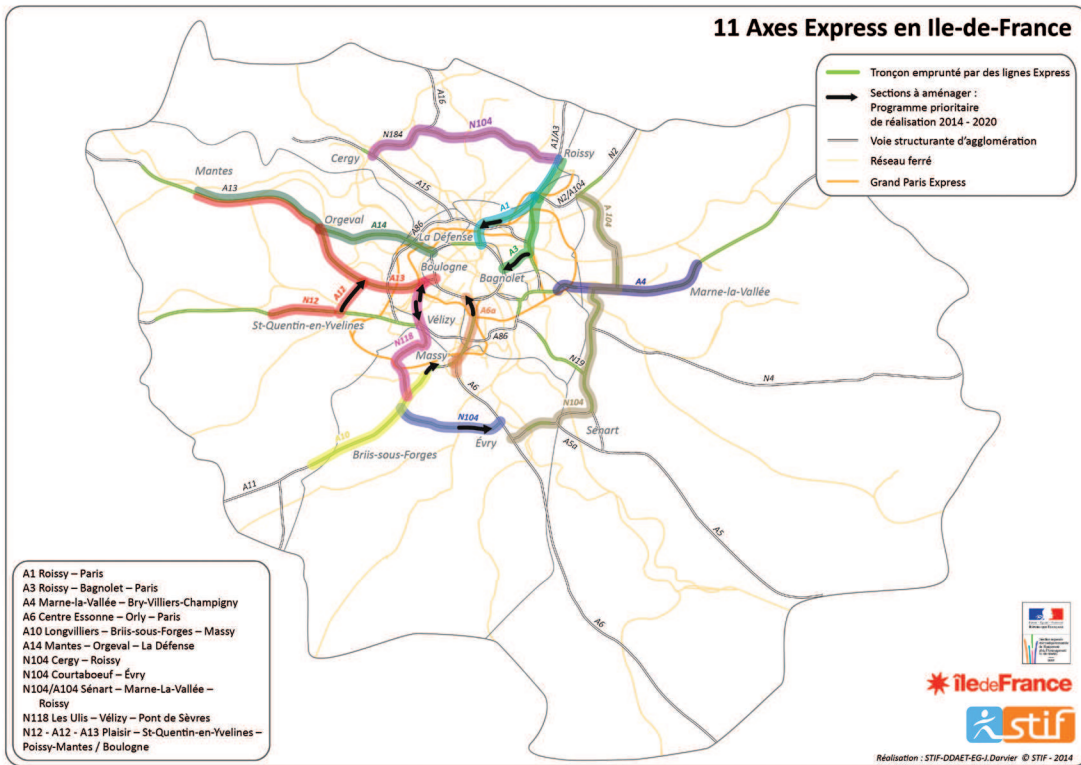 11 Axes Express en Ile-de-France
Tronçon emprunté par des lignes Express
Sections à aménager :
Programme prioritaire
de réalisation 2014 - 2020
Voie structurante d'agglomération
Réseau ferré
Grand Paris Express
A16
N184
N104
A1/A3
Cergy
Roissy
N2
Mantes
A13
A15
N2/A104
A1
A104
Orgeval
A14
A86
La Défense
A3
Boulogne
Bagnolet
A13
A12
A4
Marne-la-Vallée
N12
St-Quentin-en-Yvelines
Vélizy
A6a
N118
A86
Massy
N19
N4
A6
N104
N104
Évry
Sénart
A5a
A10
Briis-sous-Forges
A11
A5
A6
A1 Roissy – Paris
A3 Roissy – Bagnolet – Paris
A4 Marne-la-Vallée – Bry-Villiers-Champigny
A6 Centre Essonne – Orly – Paris
A10 Longvilliers – Briis-sous-Forges – Massy
A14 Mantes – Orgeval – La Défense
N104 Cergy – Roissy
N104 Courtaboeuf – Évry
N104/A104 Sénart – Marne-La-Vallée –
Roissy
N118 Les Ulis – Vélizy – Pont de Sèvres
N12 - A12 - A13 Plaisir – St-Quentin-en-Yvelines –
Poissy-Mantes / Boulogne
île de France
stif
Réalisation : STIF-DDAET-EG-J.Darvier © STIF - 2014